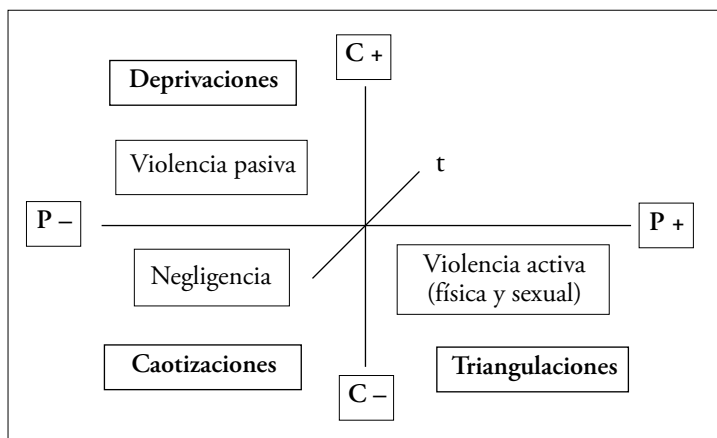 C +
Deprivaciones
Violencia pasiva
t
P –
P +
Negligencia
Violencia activa
(física y sexual)
Caotizaciones
Triangulaciones
C –